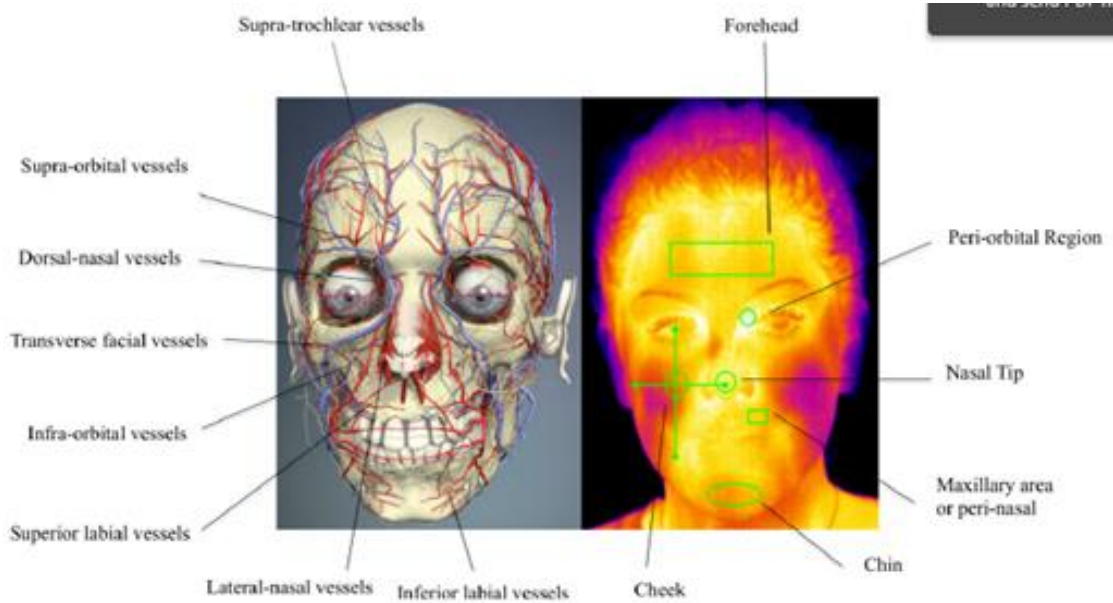 Supra-trochlear vessels
Forehead
Supra-orbital vessels
Dorsal-nasal vessels
Transverse facial vessels
Infra-orbital vessels
Superior labial vessels
Lateral-nasal vessels
Inferior labial vessels
Peri-orbital Region
Nasal Tip
Maxillary area
or peri-nasal
Chin
Cheek